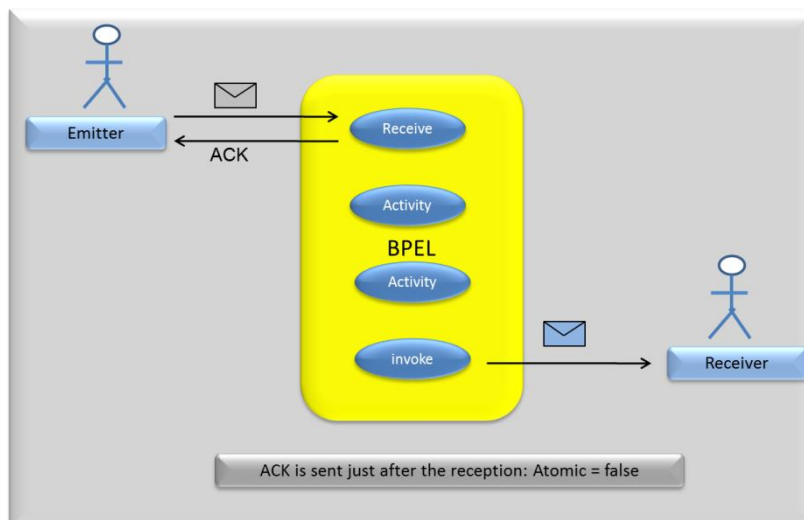 Emitter
ACK
Receive
Activity
BPEL
Activity
invoke
Receiver
ACK is sent just after the reception: Atomic = false